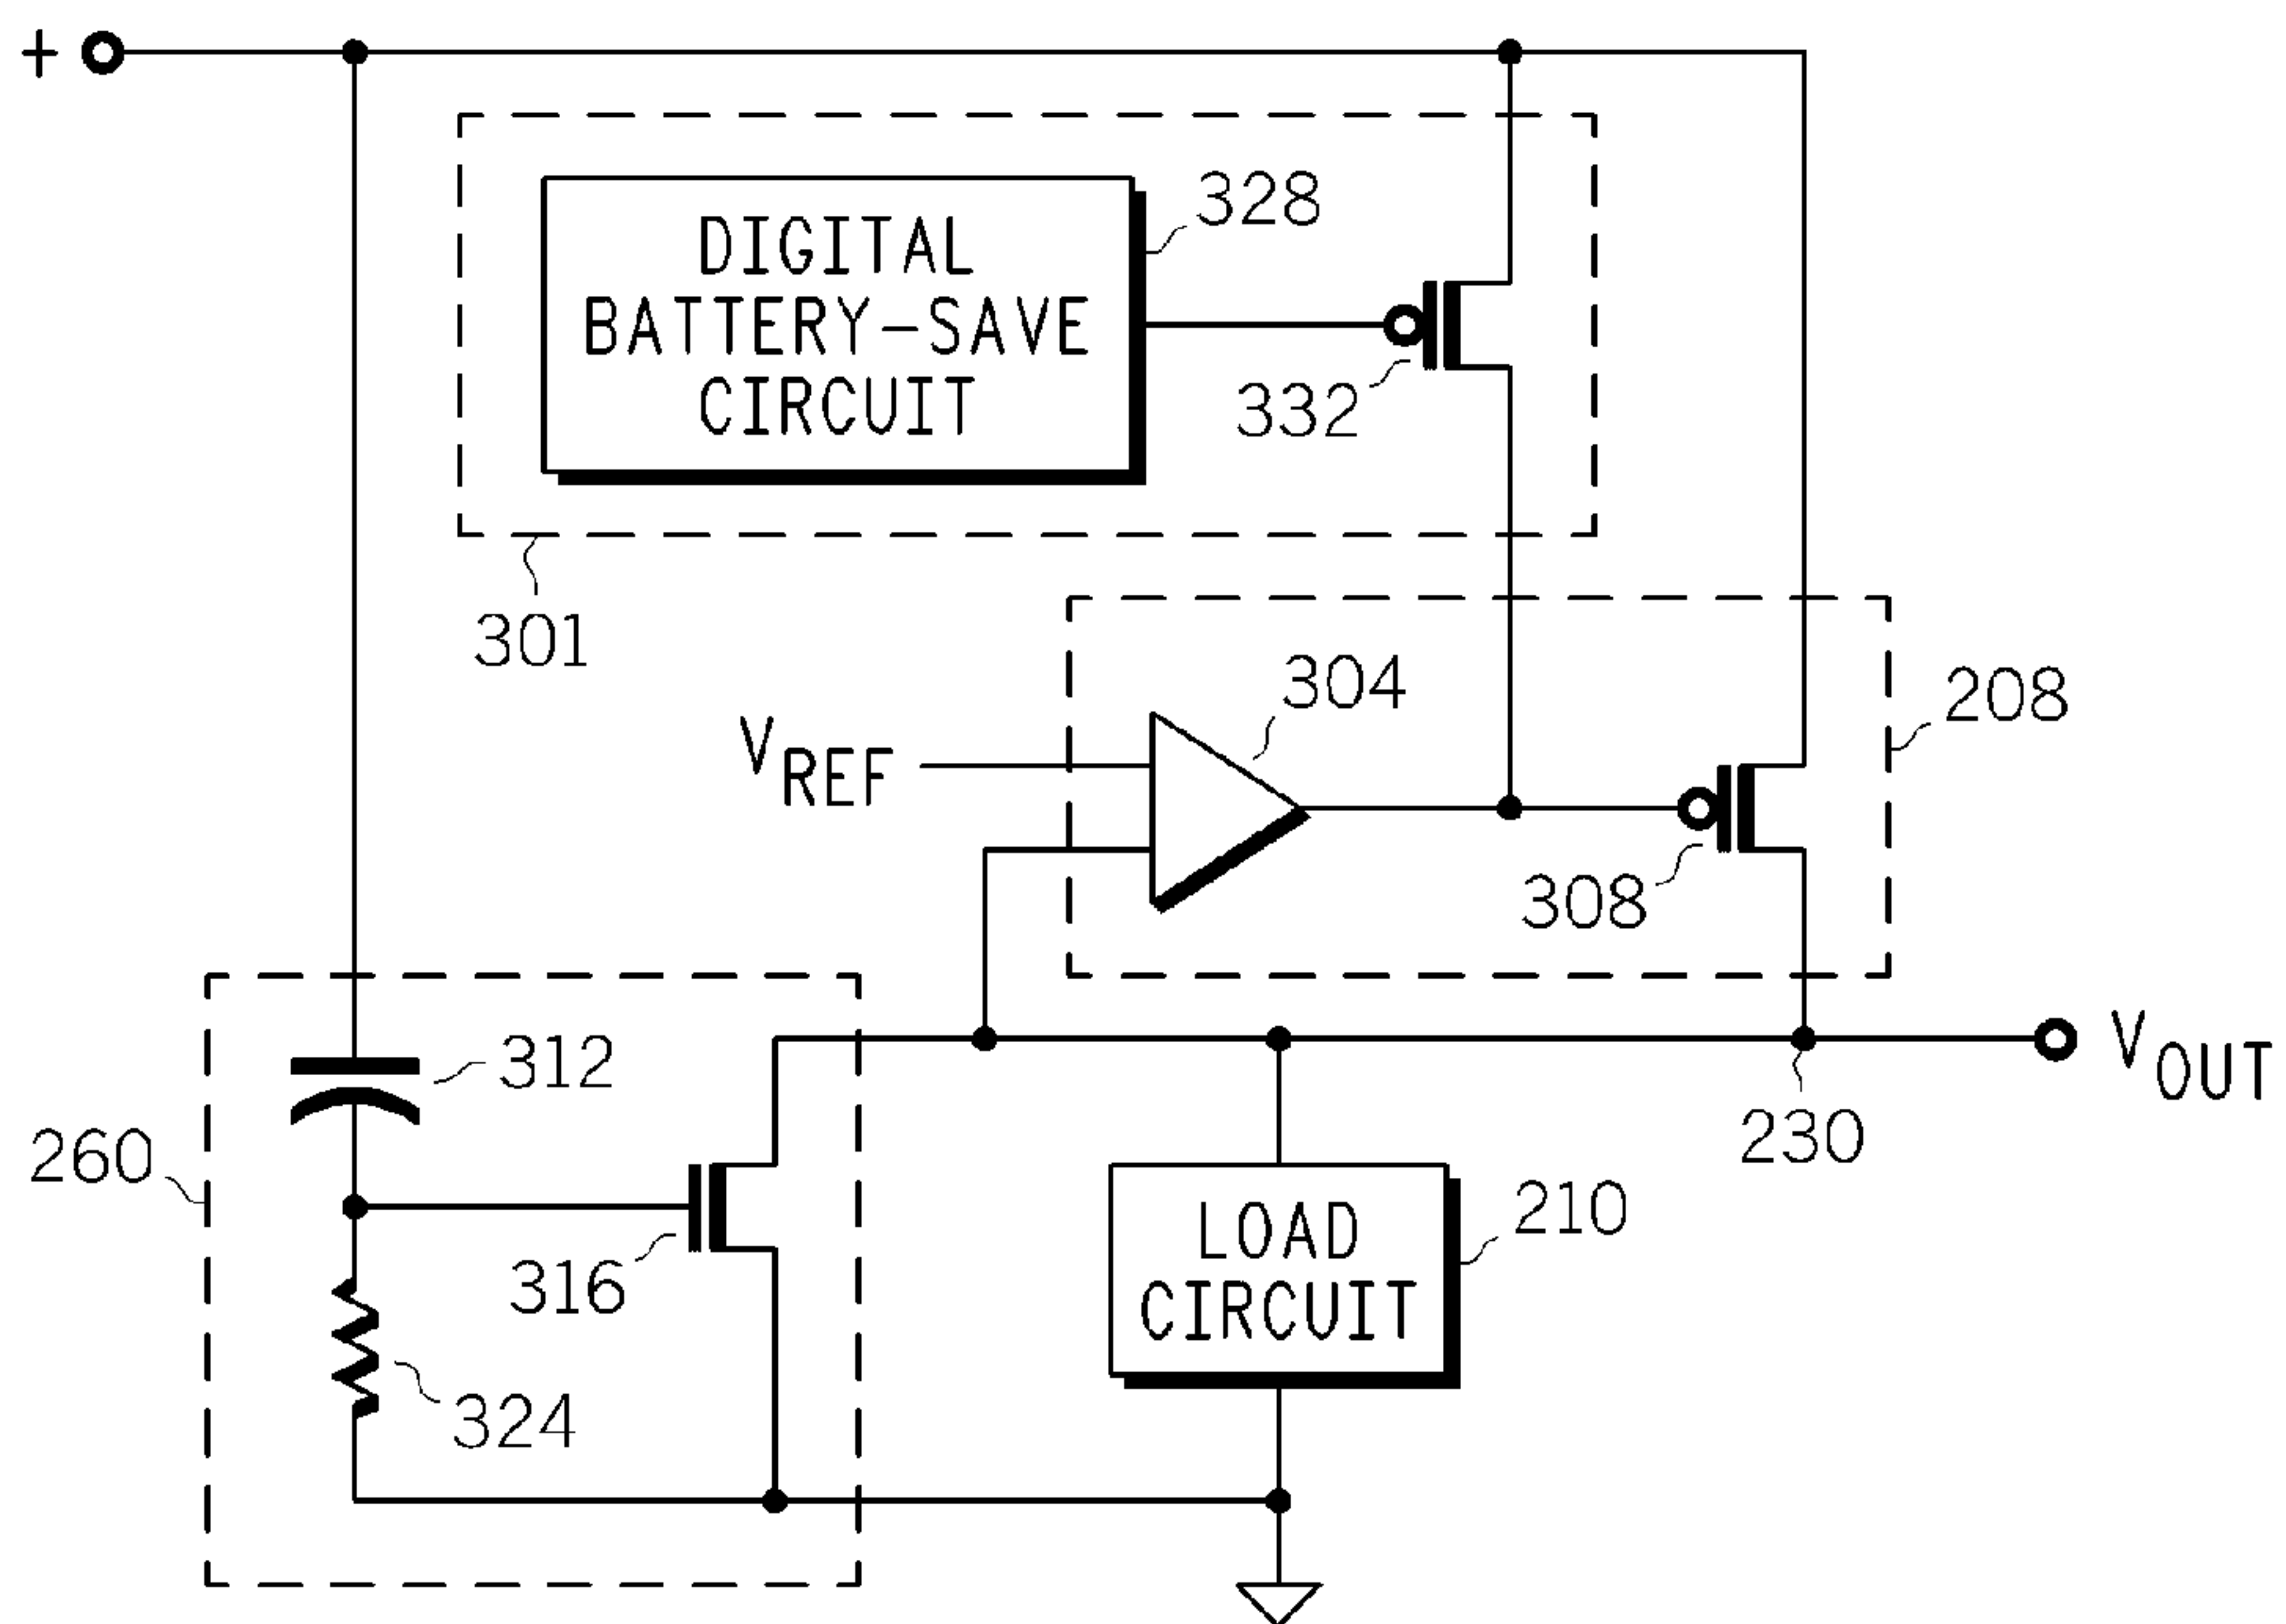 +
328
DIGITAL
BATTERY-SAVE
CIRCUIT
332
301
304
208
VREF
308
312
VOUT
260
230
210
LOAD
CIRCUIT
316
324